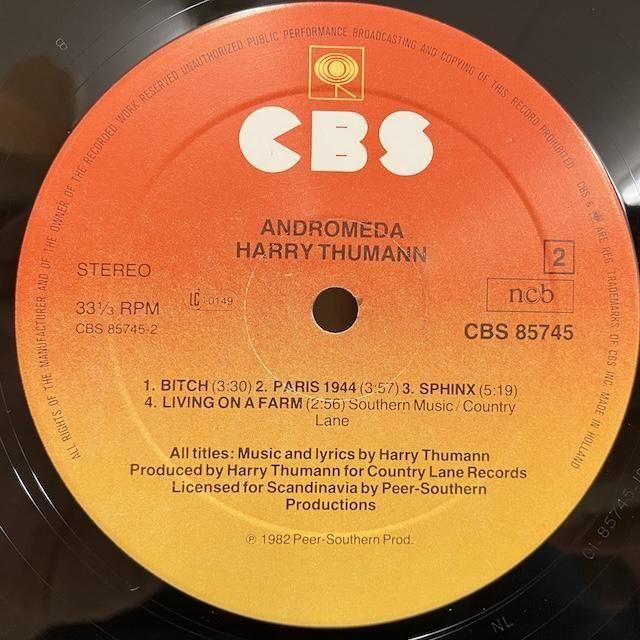 ALL RIGHTS OF THE MANUFACTURER AND OF THE OWNER OF THE RECORDED WORK RESERVED UNAUTHORIZED PUBLIC PERFORMANCE BROADCASTING AND COPYING OF THIS RECORD PROHIBITED. CBS & ARE REG. TRADEMARKS OF CBS INC. MADE IN HOLLAND
CBS
ANDROMEDA
HARRY THUMANN
2
STEREO
33⅓ RPM
LC 0149
ncb
CBS 85745-2
CBS 85745
1. BITCH (3:30) 2. PARIS 1944 (3:57) 3. SPHINX (5:19)
4. LIVING ON A FARM (2:56) Southern Music/Country
Lane
All titles: Music and lyrics by Harry Thumann
Produced by Harry Thumann for Country Lane Records
Licensed for Scandinavia by Peer-Southern
Productions
℗ 1982 Peer-Southern Prod.
NL